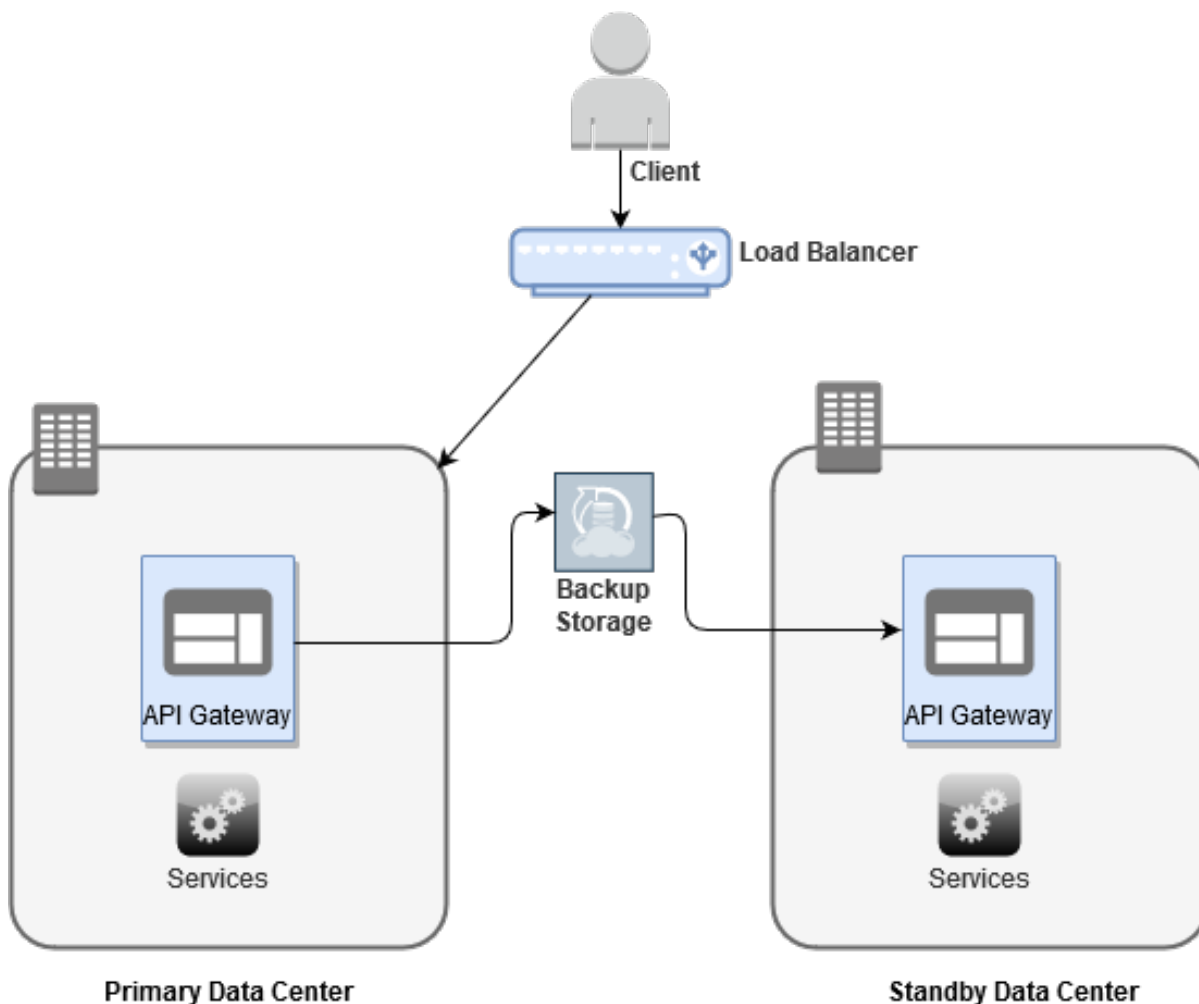 Client
Load Balancer
Backup
Storage
API Gateway
API Gateway
Services
Services
Primary Data Center
Standby Data Center